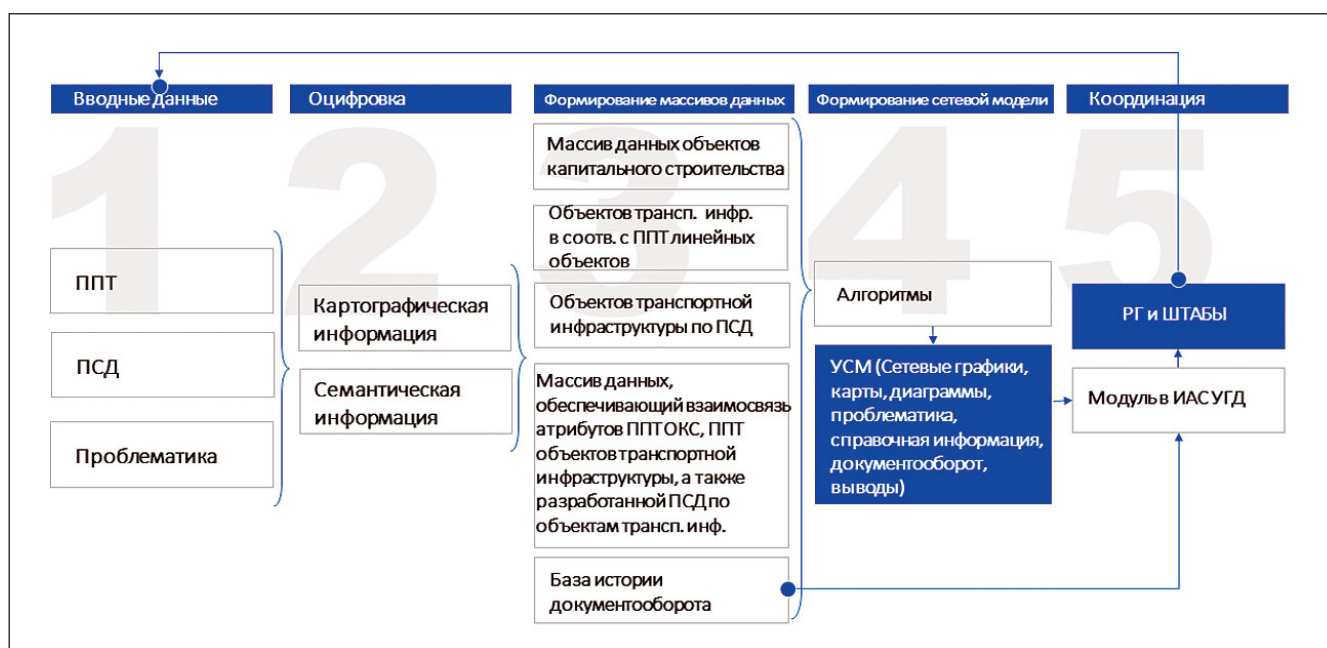 Вводные данные
Оцифровка
Формирование массивов данных
Формирование сетевой модели
Координация
1
2
3
4
5
ППТ
ПСД
Проблематика
Картографическая
информация
Семантическая
информация
Массив данных объектов
капитального строительства
Объектов трансп. инфр.
в соотв. с ППТ линейных
объектов
Объектов транспортной
инфраструктуры по ПСД
Массив данных,
обеспечивающий взаимосвязь
атрибутов ППТ ОКС, ППТ
объектов транспортной
инфраструктуры, а также
разработанной ПСД по
объектам трансп. инф.
База истории
документооборота
Алгоритмы
УСМ (Сетевые графики,
карты, диаграммы,
проблематика,
справочная информация,
документооборот,
выводы)
РГ и ШТАБЫ
Модуль в ИАС УГД